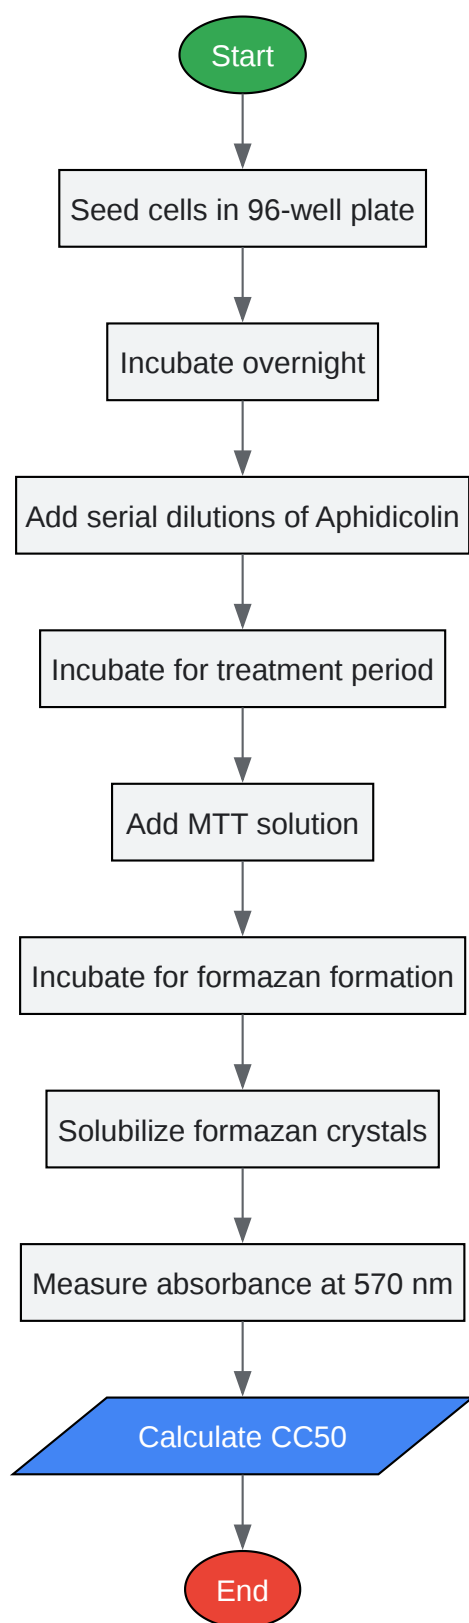 Start
Seed cells in 96-well plate
Incubate overnight
Add serial dilutions of Aphidicolin
Incubate for treatment period
Add MTT solution
Incubate for formazan formation
Solubilize formazan crystals
Measure absorbance at 570 nm
Calculate CC50
End